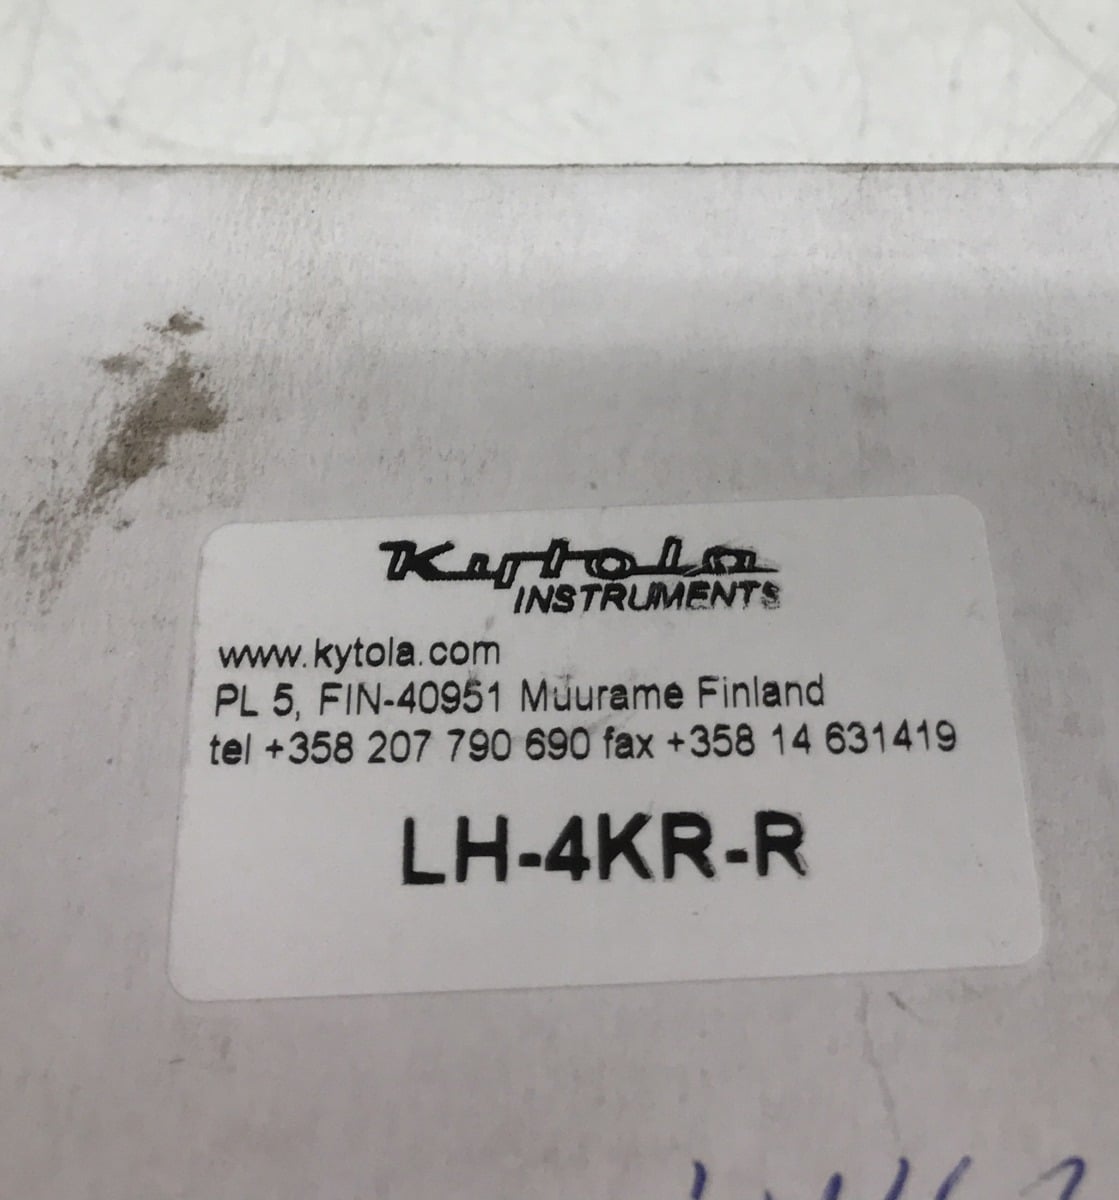 Kytola
INSTRUMENTS
www.kytola.com
PL 5, FIN-40951 Muurame Finland
tel +358 207 790 690 fax +358 14 631419
LH-4KR-R